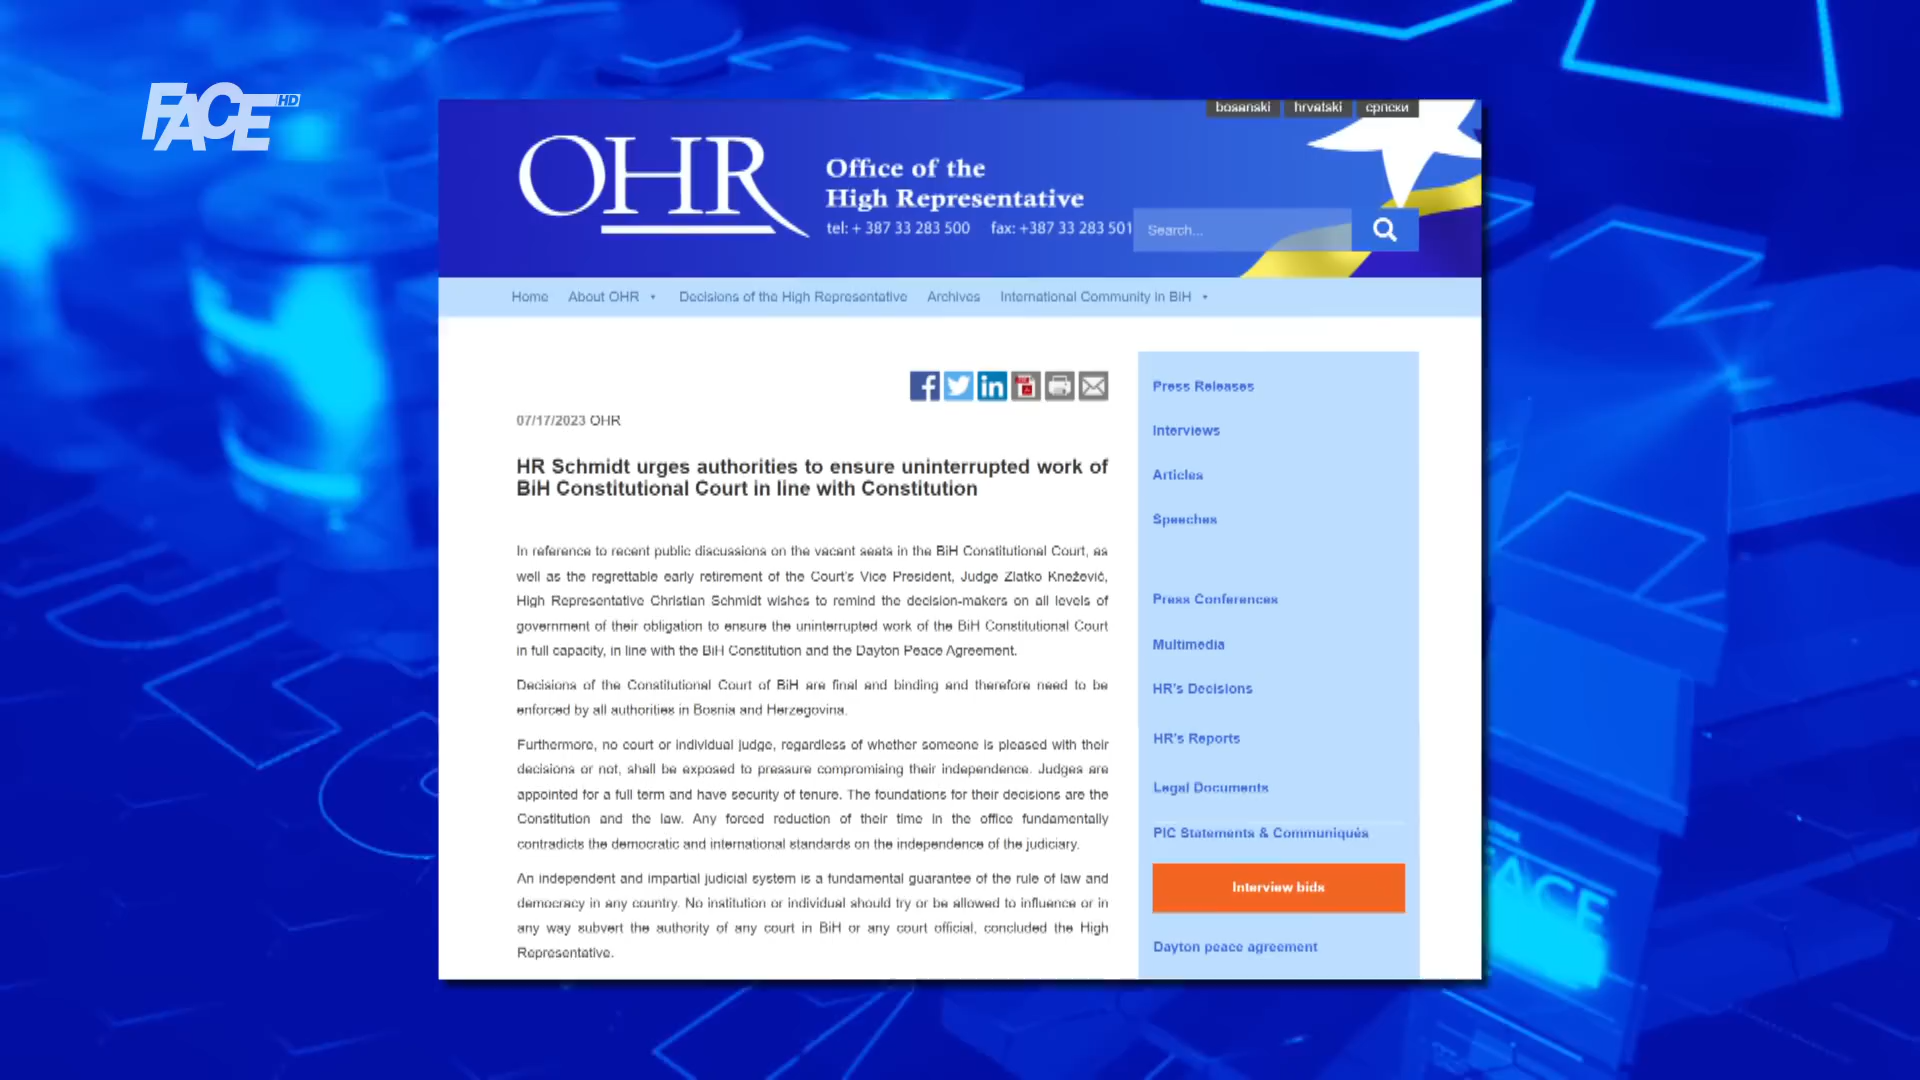 FACE HD
bosanski hrvatski српски
OHR
Office of the
High Representative
tel: + 387 33 283 500 fax: +387 33 283 501
Search...
Home About OHR Decisions of the High Representative Archives International Community in BiH
07/17/2023 OHR
HR Schmidt urges authorities to ensure uninterrupted work of
BiH Constitutional Court in line with Constitution
In reference to recent public discussions on the vacant seats in the BiH Constitutional Court, as
well as the regrettable early retirement of the Court's Vice President, Judge Zlatko Knežević,
High Representative Christian Schmidt wishes to remind the decision-makers on all levels of
government of their obligation to ensure the uninterrupted work of the BiH Constitutional Court
in full capacity, in line with the BiH Constitution and the Dayton Peace Agreement.
Decisions of the Constitutional Court of BiH are final and binding and therefore need to be
enforced by all authorities in Bosnia and Herzegovina.
Furthermore, no court or individual judge, regardless of whether someone is pleased with their
decisions or not, shall be exposed to pressure compromising their independence. Judges are
appointed for a full term and have security of tenure. The foundations for their decisions are the
Constitution and the law. Any forced reduction of their time in the office fundamentally
contradicts the democratic and international standards on the independence of the judiciary.
An independent and impartial judicial system is a fundamental guarantee of the rule of law and
democracy in any country. No institution or individual should try or be allowed to influence or in
any way subvert the authority of any court in BiH or any court official, concluded the High
Representative.
Press Releases
Interviews
Articles
Speeches
Press Conferences
Multimedia
HR's Decisions
HR's Reports
Legal Documents
PIC Statements & Communiqués
Interview bids
Dayton peace agreement